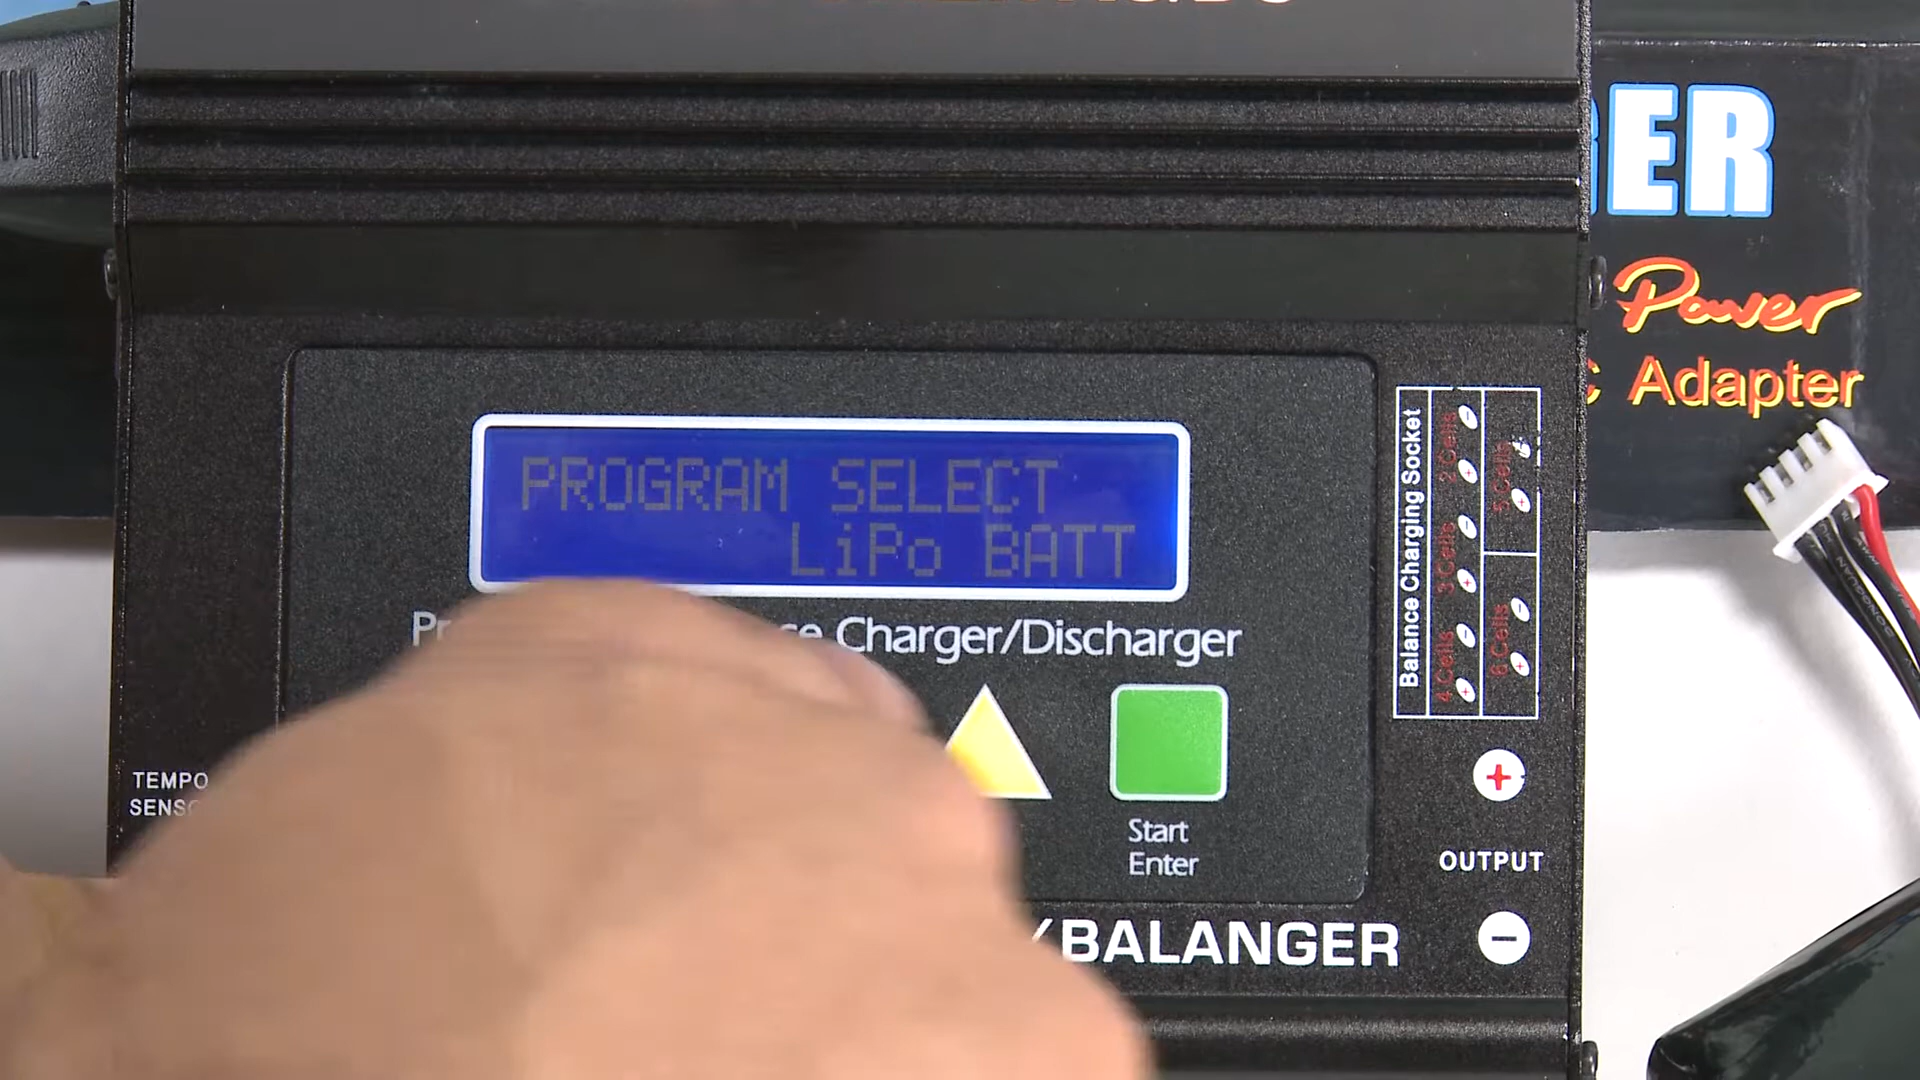 ER
Power
Adapter
PROGRAM SELECT
LiPo BATT
Charger/Discharger
Balance Charging Socket
2 Cells
3 Cells
4 Cells
5 Cells
6 Cells
TEMPO
Start
Enter
OUTPUT
/BALANGER